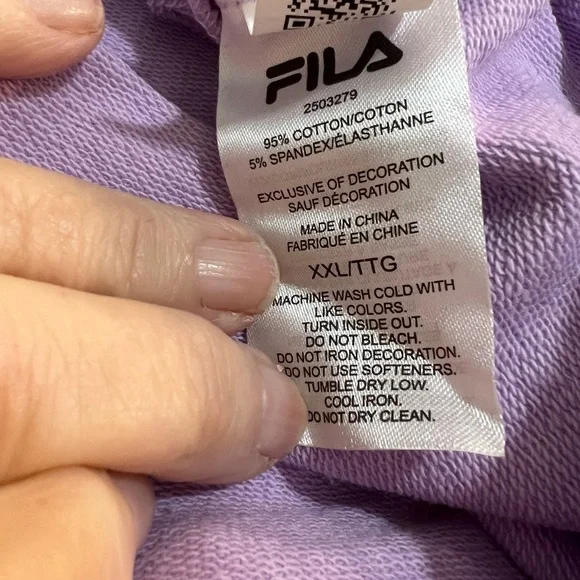 FILA
2503279
95% COTTON/COTON
5% SPANDEX/ÉLASTHANNE
EXCLUSIVE OF DECORATION
SAUF DÉCORATION
MADE IN CHINA
FABRIQUÉ EN CHINE
XXL/TTG
MACHINE WASH COLD WITH
LIKE COLORS.
TURN INSIDE OUT.
DO NOT BLEACH.
DO NOT IRON DECORATION.
DO NOT USE SOFTENERS.
TUMBLE DRY LOW.
COOL IRON.
DO NOT DRY CLEAN.